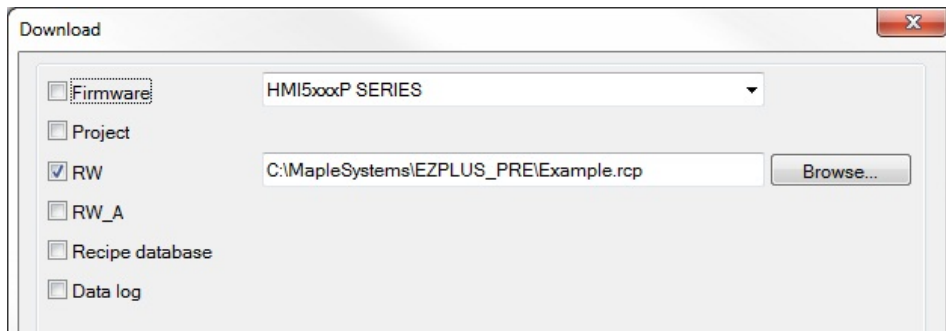 Download
Firmware HMI5xxxP SERIES
Project
RW C:\MapleSystems\EZPLUS_PRE\Example.rcp Browse...
RW_A
Recipe database
Data log